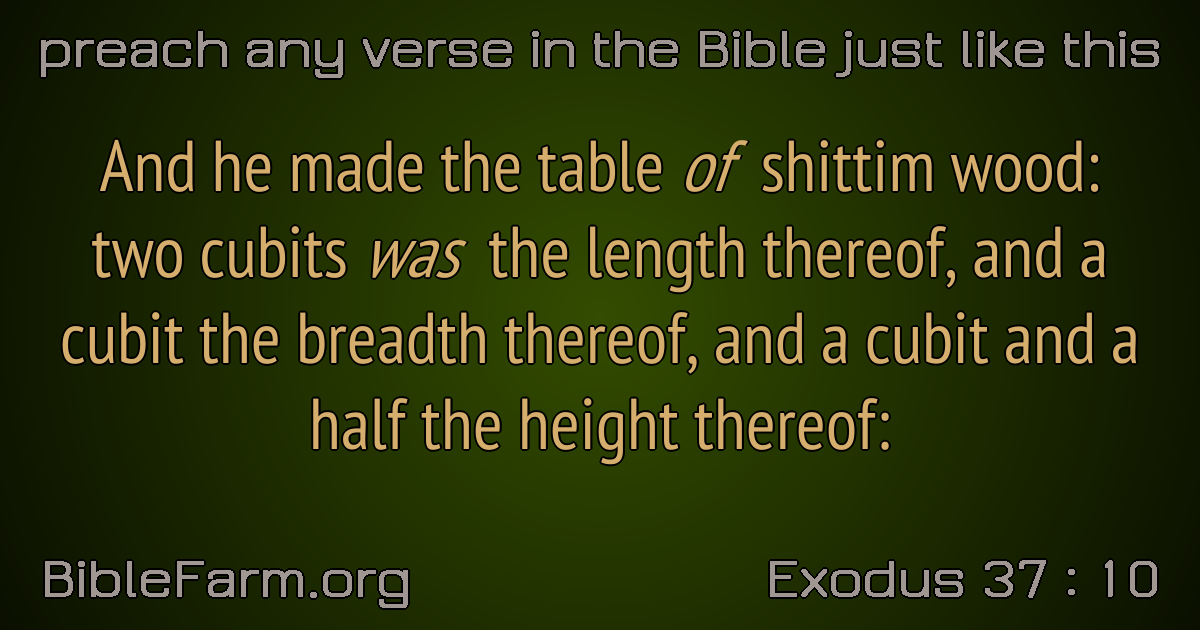 preach any verse in the Bible just like this
And he made the table of shittim wood:
two cubits was the length thereof, and a
cubit the breadth thereof, and a cubit and a
half the height thereof:
BibleFarm.org
Exodus 37 : 10